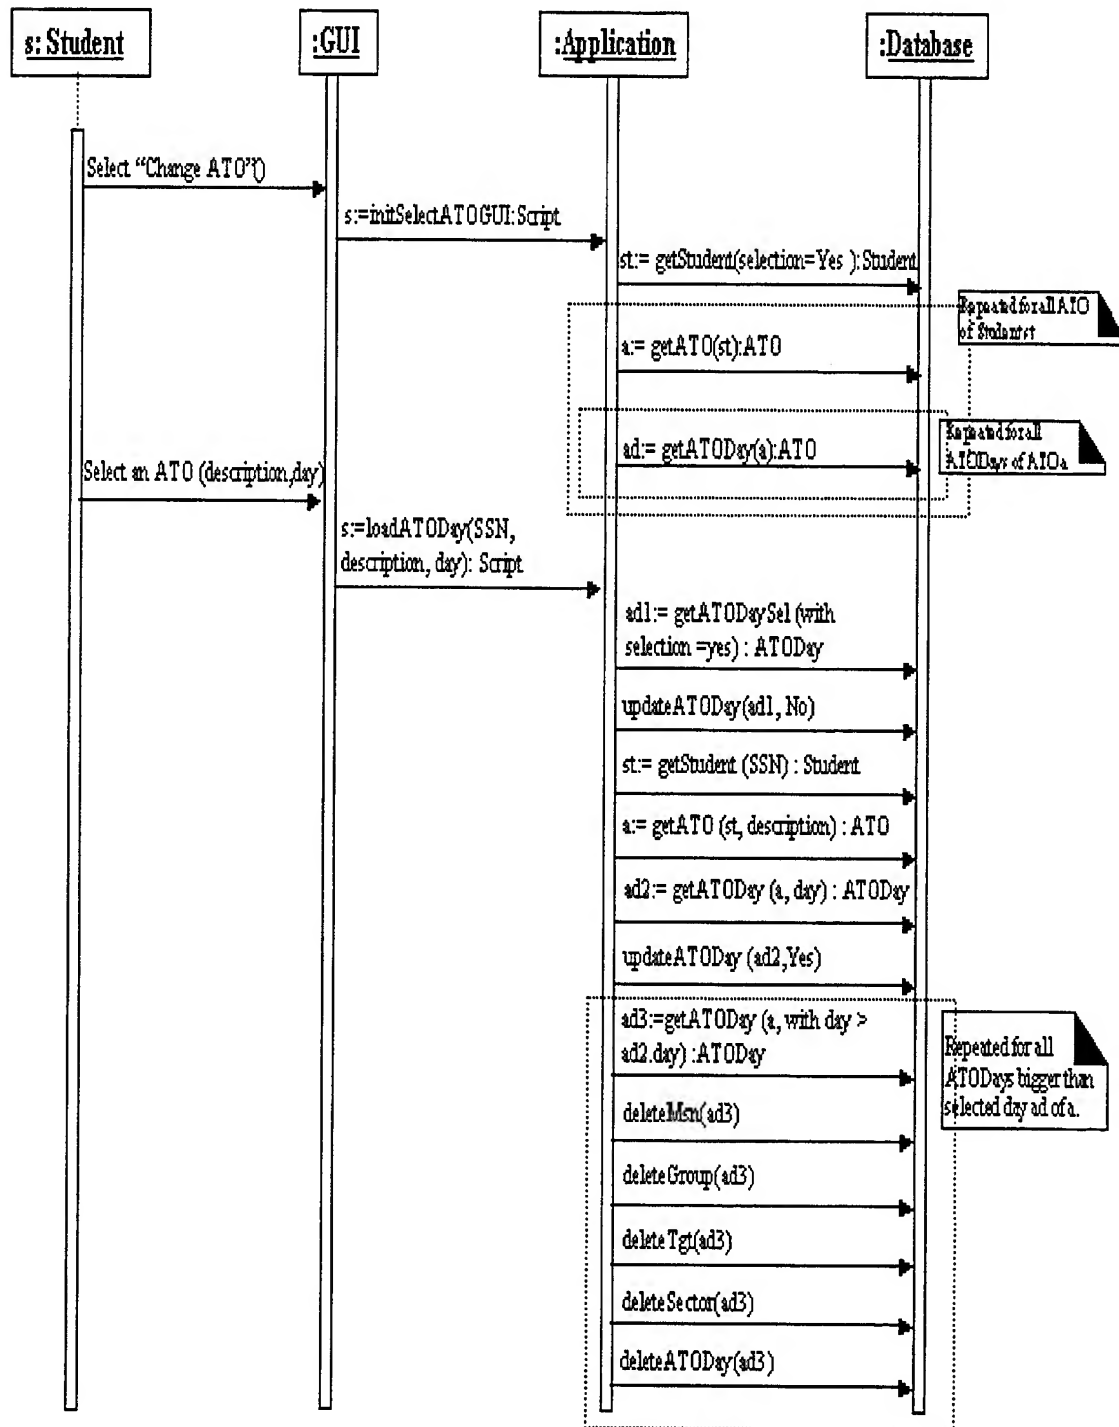 s: Student
:GUI
:Application
:Database
Select “Change ATO”()
s:=initSelectATOGUI:Script
st:= getStudent(selection=Yes ):Student
Repeated for all ATO
of Student st
a:= getATO(st):ATO
ad:= getATODay(a):ATO
Repeated for all
ATODays of ATO a
Select an ATO (description,day)
s:=loadATODay(SSN,
description, day): Script
ad1:= getATODaySel (with
selection =yes) : ATODay
updateATODay(ad1, No)
st:= getStudent (SSN) : Student
a:= getATO (st, description) : ATO
ad2:= getATODay (a, day) : ATODay
updateATODay (ad2,Yes)
ad3:=getATODay (a, with day >
ad2.day) :ATODay
Repeated for all
ATODays bigger than
selected day ad of a.
deleteMsn(ad3)
deleteGroup(ad3)
deleteTgt(ad3)
deleteSector(ad3)
deleteATODay(ad3)